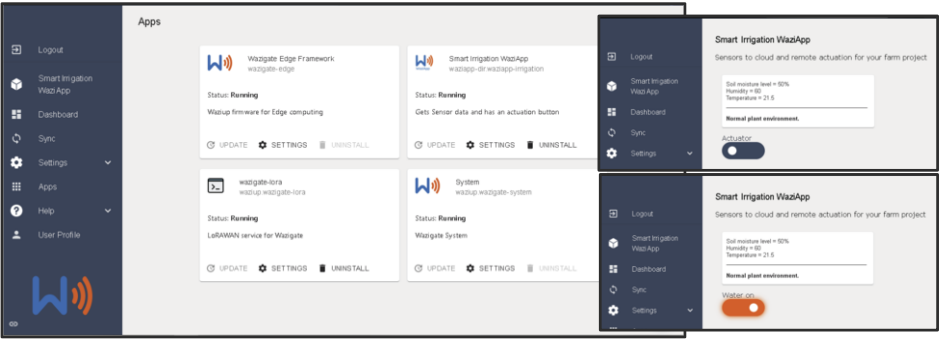 Apps
Logout
Smart Irrigation
WaziApp
Dashboard
Sync
Settings
Apps
Help
User Profile
Wazigate Edge Framework
wazigate-edge
Status: Running
Waziup firmware for Edge computing
UPDATE SETTINGS UNINSTALL
Smart Irrigation WaziApp
waziapp-dir.waziapp-irrigation
Status: Running
Gets Sensor data and has an actuation button
UPDATE SETTINGS UNINSTALL
wazigate-lora
waziup.wazigate-lora
Status: Running
LoRAWAN service for Wazigate
UPDATE SETTINGS UNINSTALL
System
waziup.wazigate-system
Status: Running
Wazigate System
UPDATE SETTINGS UNINSTALL
Logout
Smart Irrigation
WaziApp
Dashboard
Sync
Settings
Smart Irrigation WaziApp
Sensors to cloud and remote actuation for your farm project
Soil moisture level = 50%
Humidity = 60
Temperature = 21.5
Normal plant environment.
Actuator
Logout
Smart Irrigation
WaziApp
Dashboard
Sync
Settings
Smart Irrigation WaziApp
Sensors to cloud and remote actuation for your farm project
Soil moisture level = 50%
Humidity = 60
Temperature = 21.5
Normal plant environment.
Water on